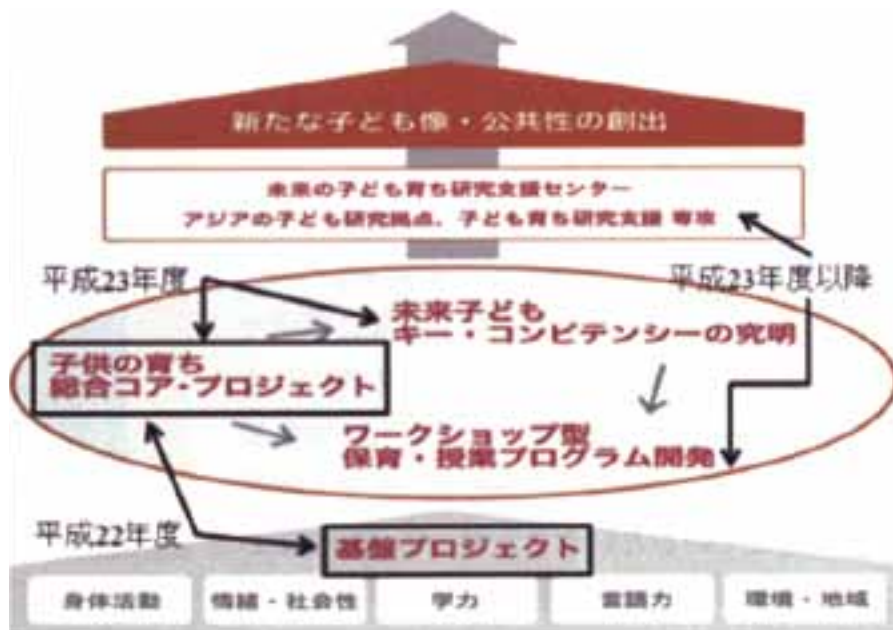 新たな子ども像・公共性の創出
未来の子ども育ち研究支援センター
アジアの子ども研究拠点、子ども育ち研究支援 専攻
平成23年度
平成23年度以降
未来子ども
キー・コンピテンシーの究明
子供の育ち
総合コア・プロジェクト
ワークショップ型
保育・授業プログラム開発
平成22年度
基盤プロジェクト
身体活動
情緒・社会性
学力
言語力
環境・地域